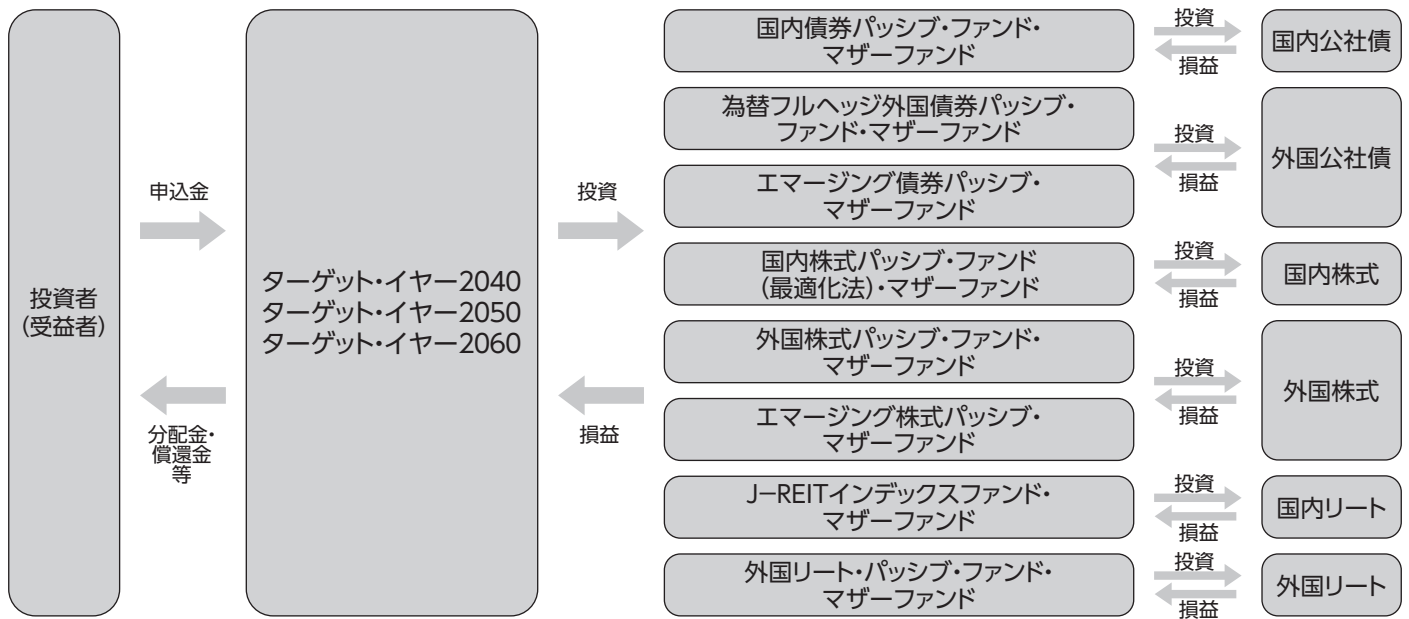 投資者
（受益者）
申込金
分配金・
償還金
等
ターゲット・イヤー2040
ターゲット・イヤー2050
ターゲット・イヤー2060
投資
損益
国内債券パッシブ・ファンド・
マザーファンド
投資
損益
国内公社債
為替フルヘッジ外国債券パッシブ・
ファンド・マザーファンド
エマージング債券パッシブ・
マザーファンド
投資
損益
外国公社債
国内株式パッシブ・ファンド
（最適化法）・マザーファンド
投資
損益
国内株式
外国株式パッシブ・ファンド・
マザーファンド
エマージング株式パッシブ・
マザーファンド
投資
損益
外国株式
J−REITインデックスファンド・
マザーファンド
投資
損益
国内リート
外国リート・パッシブ・ファンド・
マザーファンド
投資
損益
外国リート